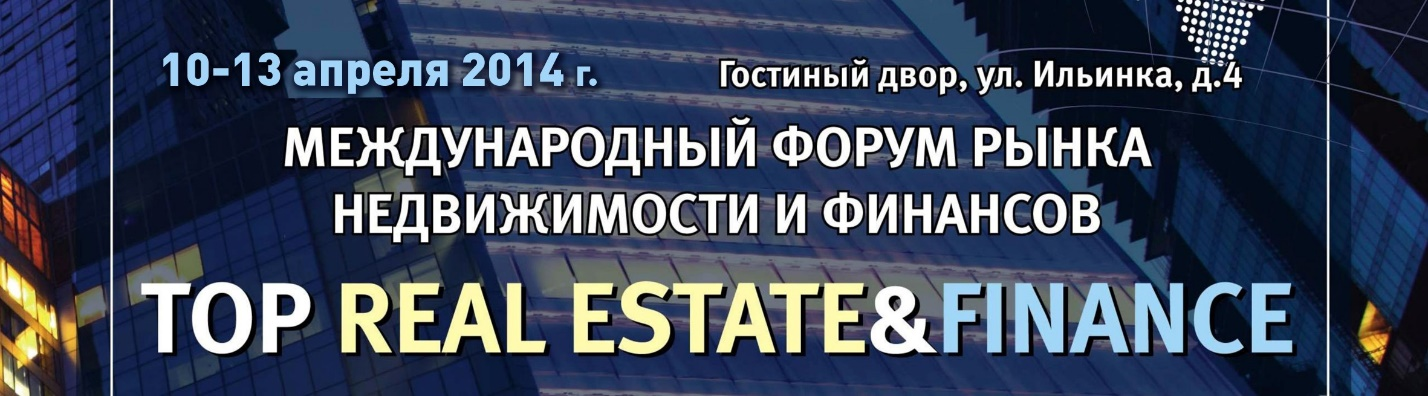 10-13 апреля 2014 г.
Гостиный двор, ул. Ильинка, д.4
МЕЖДУНАРОДНЫЙ ФОРУМ РЫНКА
НЕДВИЖИМОСТИ И ФИНАНСОВ
TOP REAL ESTATE&FINANCE